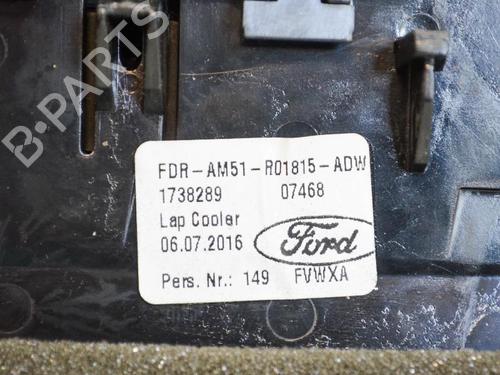 B-PARTS
FDR-AM51-R01815-ADW
1738289 07468
Lap Cooler
06.07.2016 Ford
Pers. Nr.: 149 FVWXA